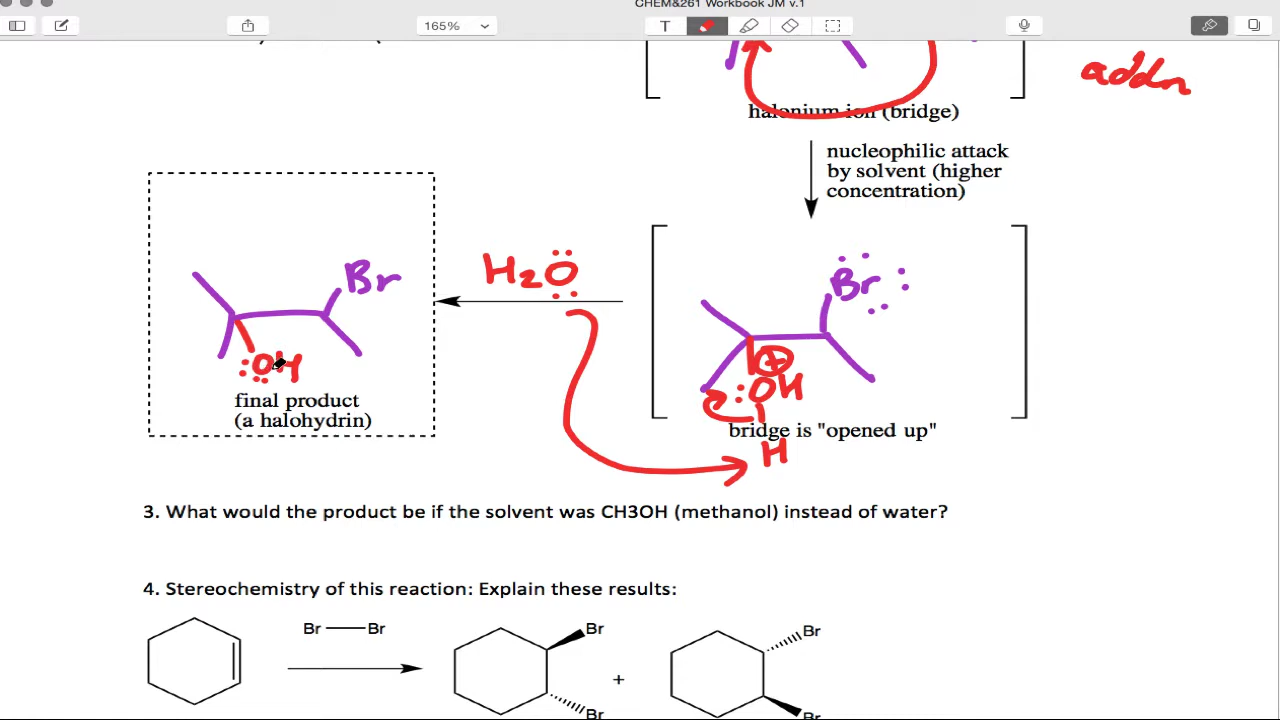 CHEM&261 Workbook JM v.1
165%
T
addn
halonium ion (bridge)
nucleophilic attack
by solvent (higher
concentration)
H2O
Br
OH
final product
(a halohydrin)
Br
+
OH
H
bridge is "opened up"
3. What would the product be if the solvent was CH3OH (methanol) instead of water?
4. Stereochemistry of this reaction: Explain these results:
Br Br
Br
Br
+
Br
Br